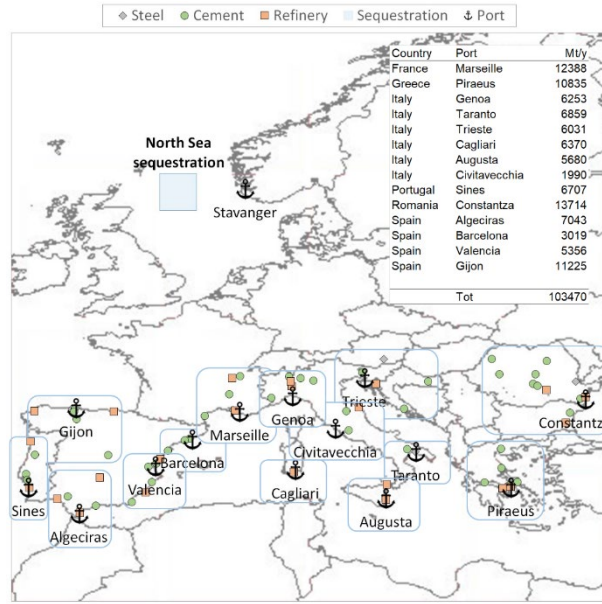 Steel Cement Refinery Sequestration Port
Country Port Mt/y
France Marseille 12388
Greece Piraeus 10835
Italy Genoa 6253
Italy Taranto 6859
Italy Trieste 6031
Italy Cagliari 6370
Italy Augusta 5680
Italy Civitavecchia 1990
Portugal Sines 6707
Romania Constantza 13714
Spain Algeciras 7043
Spain Barcelona 3019
Spain Valencia 5356
Spain Gijon 11225
Tot 103470
North Sea
sequestration
Stavanger
Trieste
Genoa
Constantz
Marseille
Gijon
Civitavecchia
Barcelona
Taranto
Valencia
Cagliari
Sines
Piraeus
Augusta
Algeciras